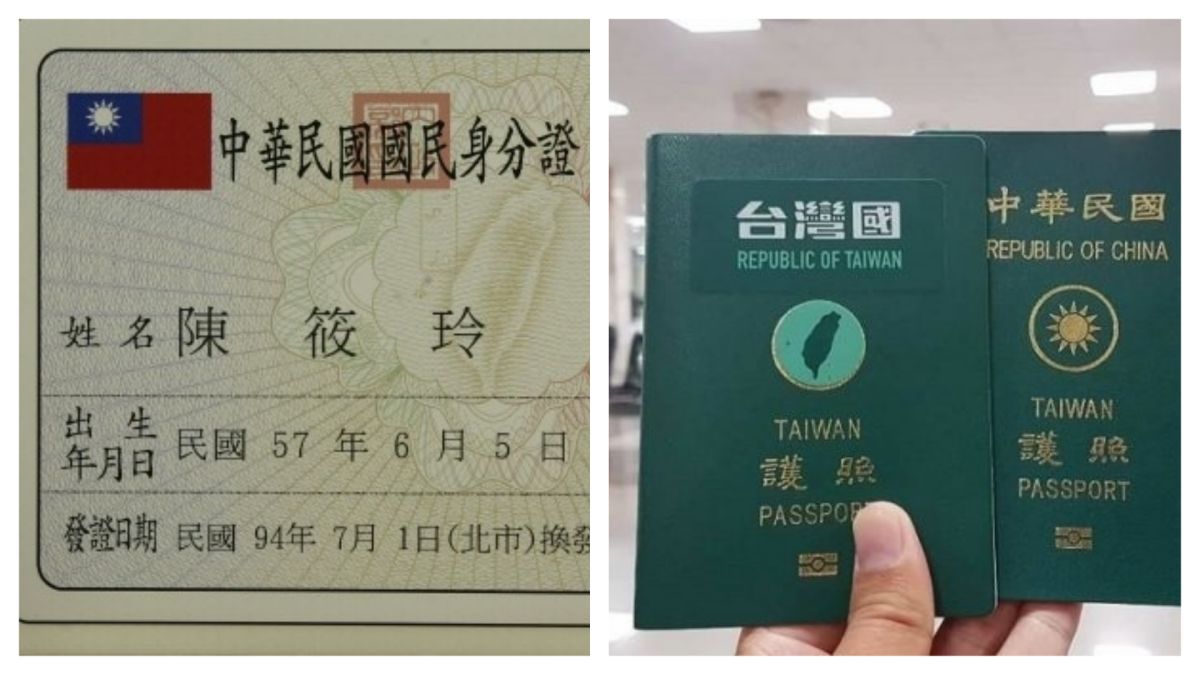 中華民國國民身分證
姓名 陳筱玲
出生年月日 民國 57 年 6 月 5 日
發證日期 民國 94年 7月 1日(北市)換發
台灣國
REPUBLIC OF TAIWAN
TAIWAN
護照
PASSPO
中華民國
REPUBLIC OF CHINA
TAIWAN
護照
PASSPORT